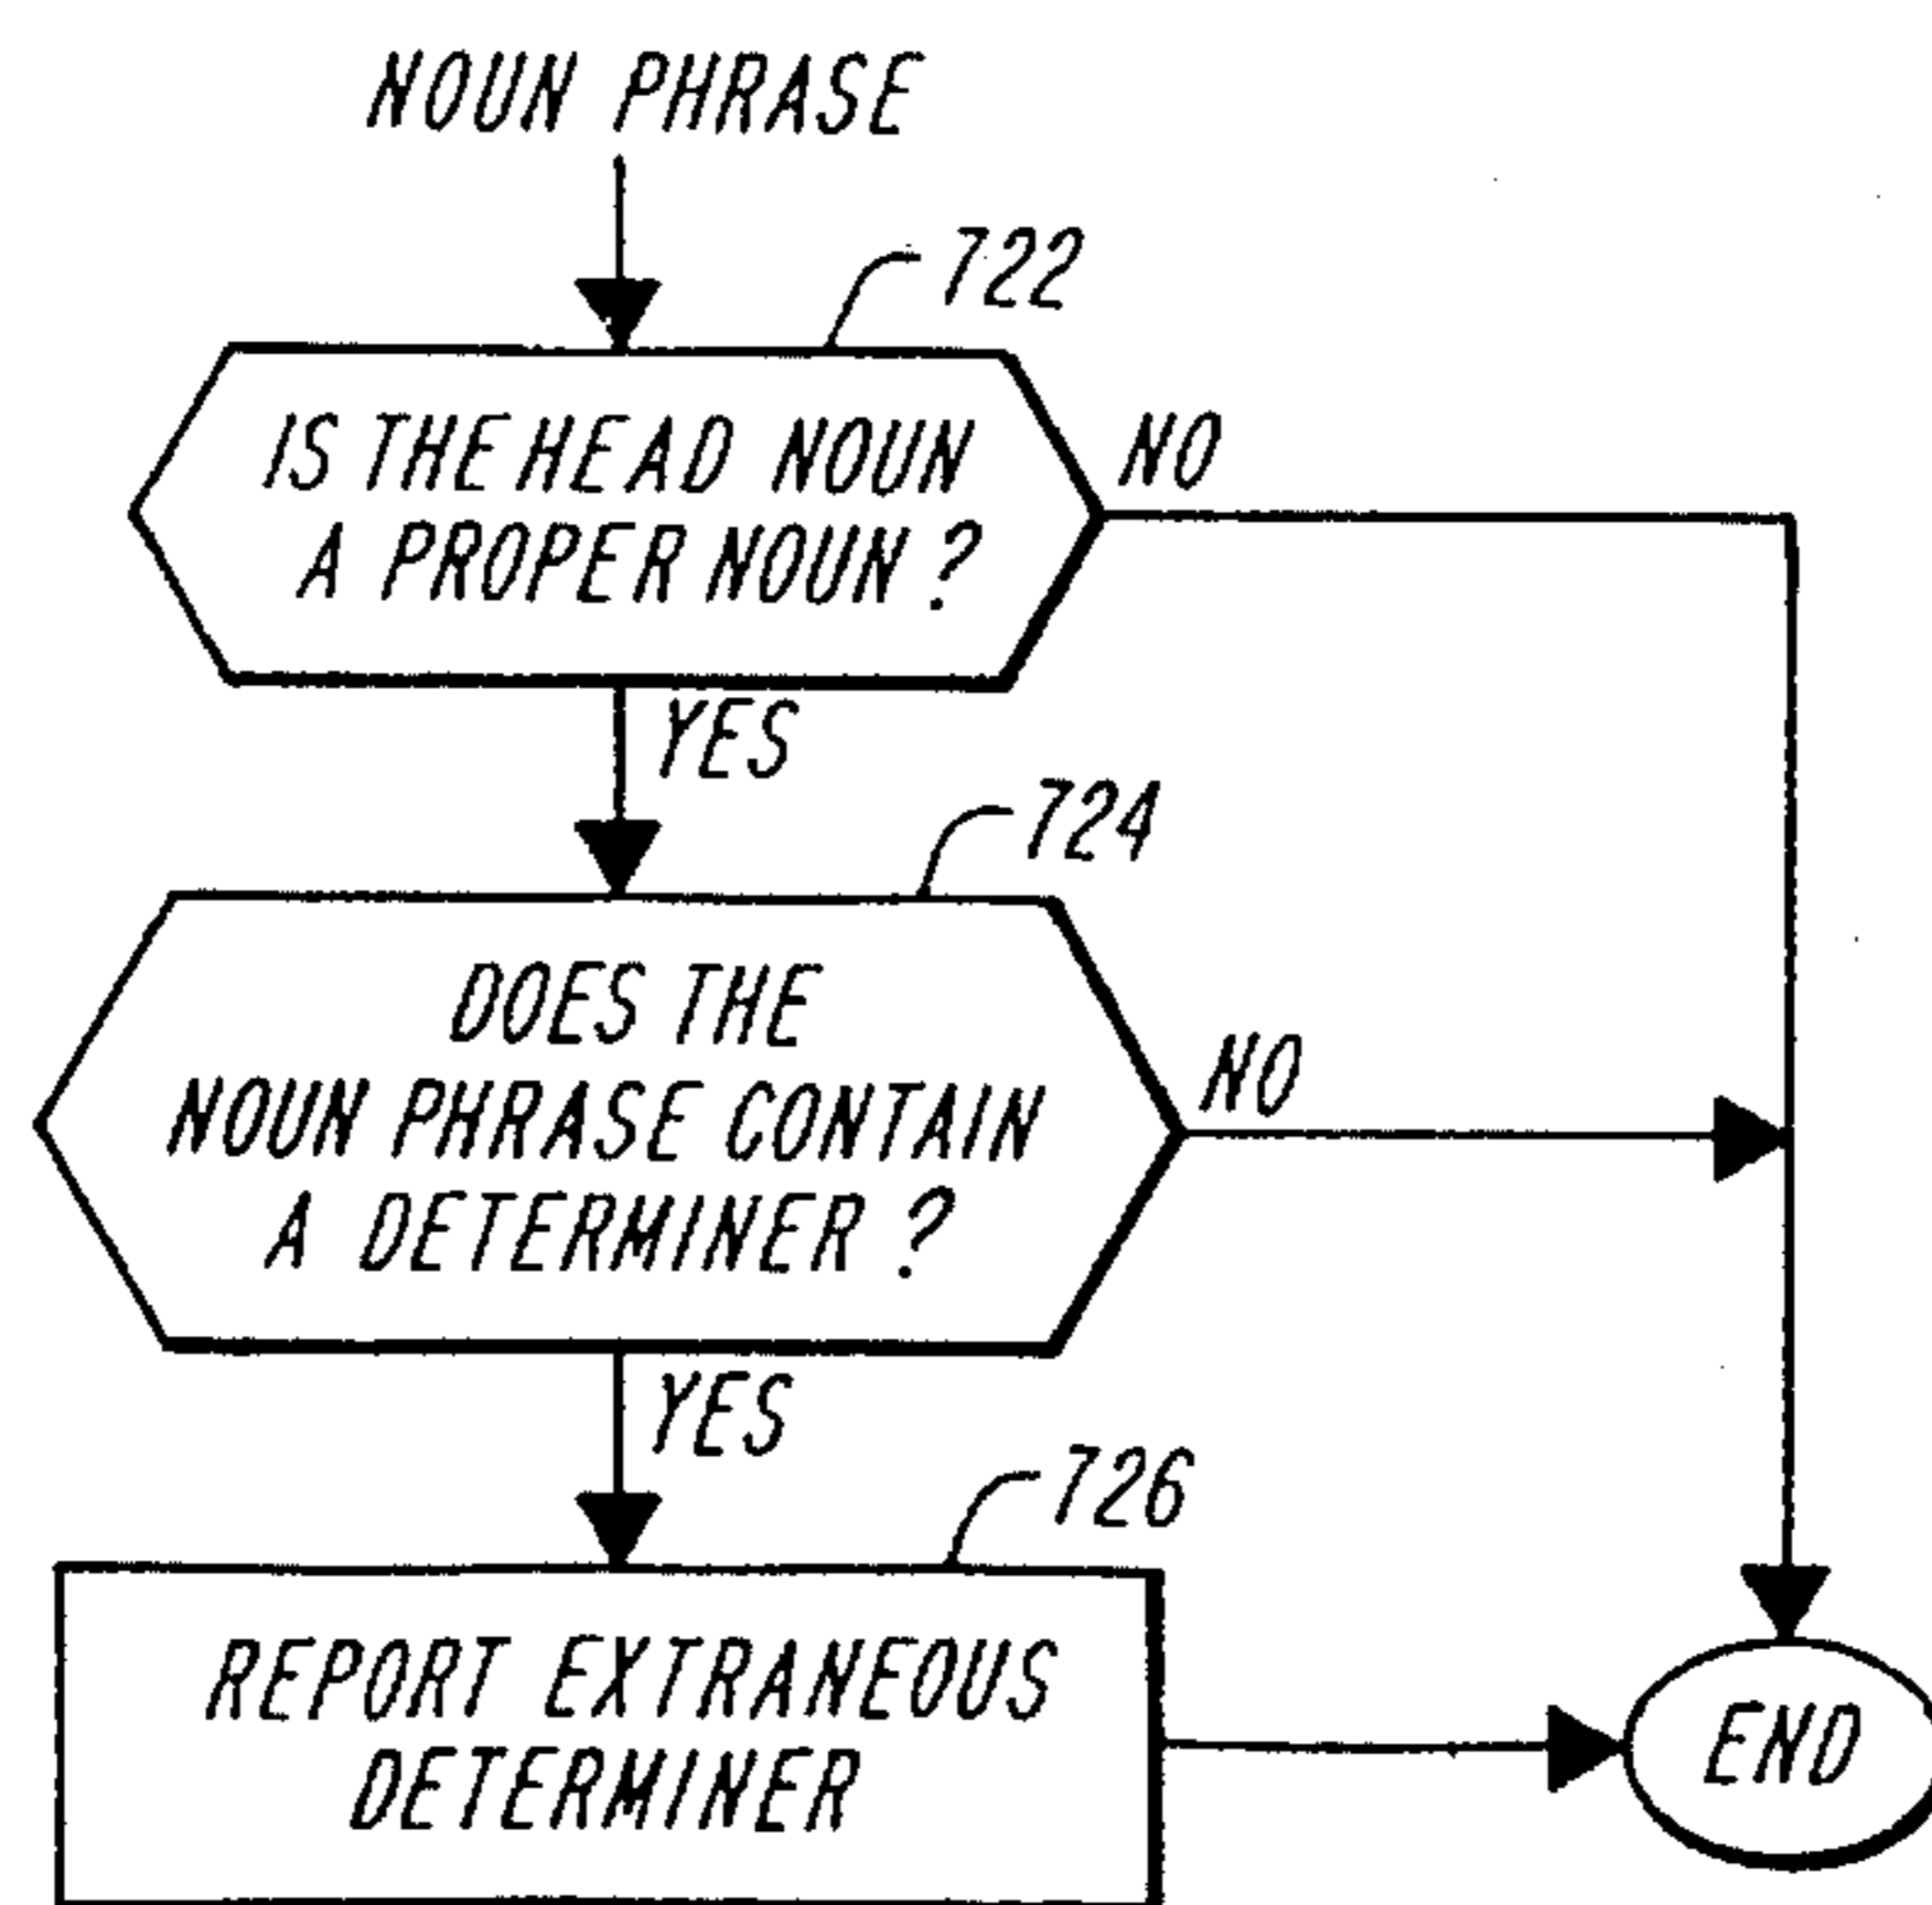 NOUN PHRASE
722
IS THE HEAD NOUN
A PROPER NOUN?
NO
YES
724
DOES THE
NOUN PHRASE CONTAIN
A DETERMINER?
NO
YES
726
REPORT EXTRANEOUS
DETERMINER
END